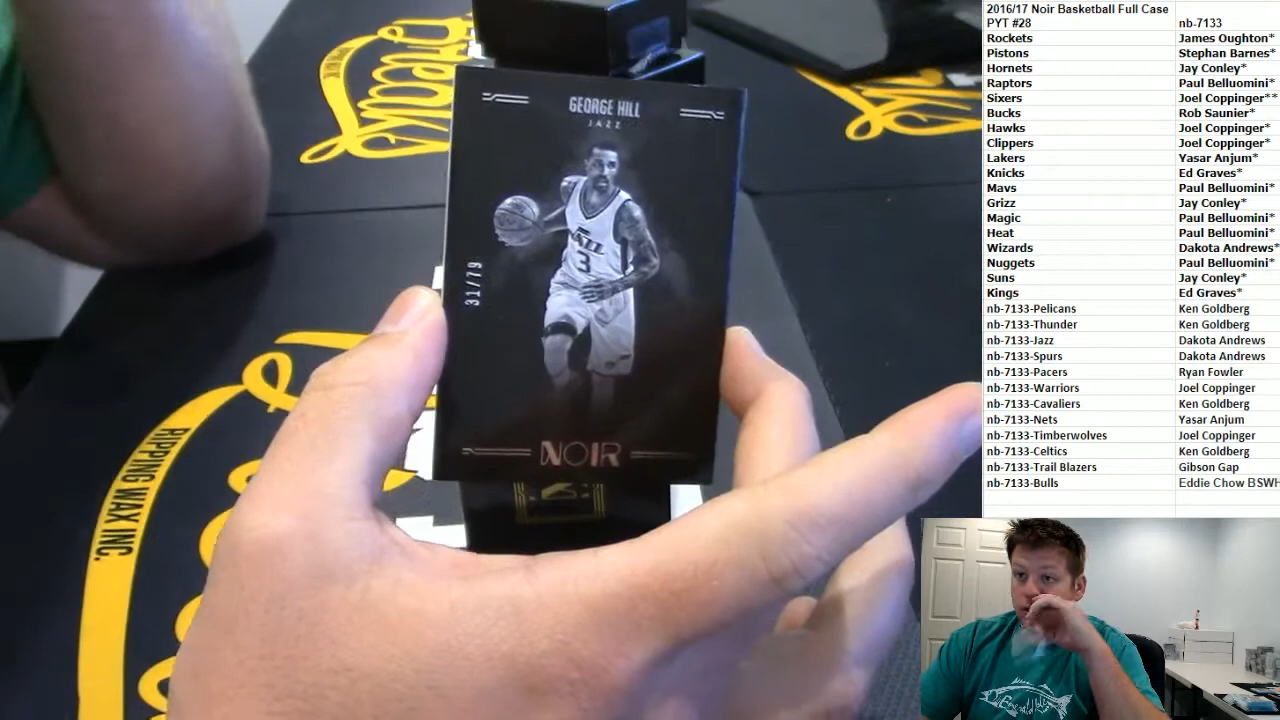 GEORGE HILL
JAZZ
31/79
JAZZ
3
NOIR
RIPPING WAX INC.
2016/17 Noir Basketball Full Case
PYT #28 nb-7133
Rockets James Oughton*
Pistons Stephan Barnes*
Hornets Jay Conley*
Raptors Paul Belluomini*
Sixers Joel Coppinger**
Bucks Rob Saunier*
Hawks Joel Coppinger*
Clippers Joel Coppinger*
Lakers Yasar Anjum*
Knicks Ed Graves*
Mavs Paul Belluomini*
Grizz Jay Conley*
Magic Paul Belluomini*
Heat Paul Belluomini*
Wizards Dakota Andrews*
Nuggets Paul Belluomini*
Suns Jay Conley*
Kings Ed Graves*
nb-7133-Pelicans Ken Goldberg
nb-7133-Thunder Ken Goldberg
nb-7133-Jazz Dakota Andrews
nb-7133-Spurs Dakota Andrews
nb-7133-Pacers Ryan Fowler
nb-7133-Warriors Joel Coppinger
nb-7133-Cavaliers Ken Goldberg
nb-7133-Nets Yasar Anjum
nb-7133-Timberwolves Joel Coppinger
nb-7133-Celtics Ken Goldberg
nb-7133-Trail Blazers Gibson Gap
nb-7133-Bulls Eddie Chow BSWH